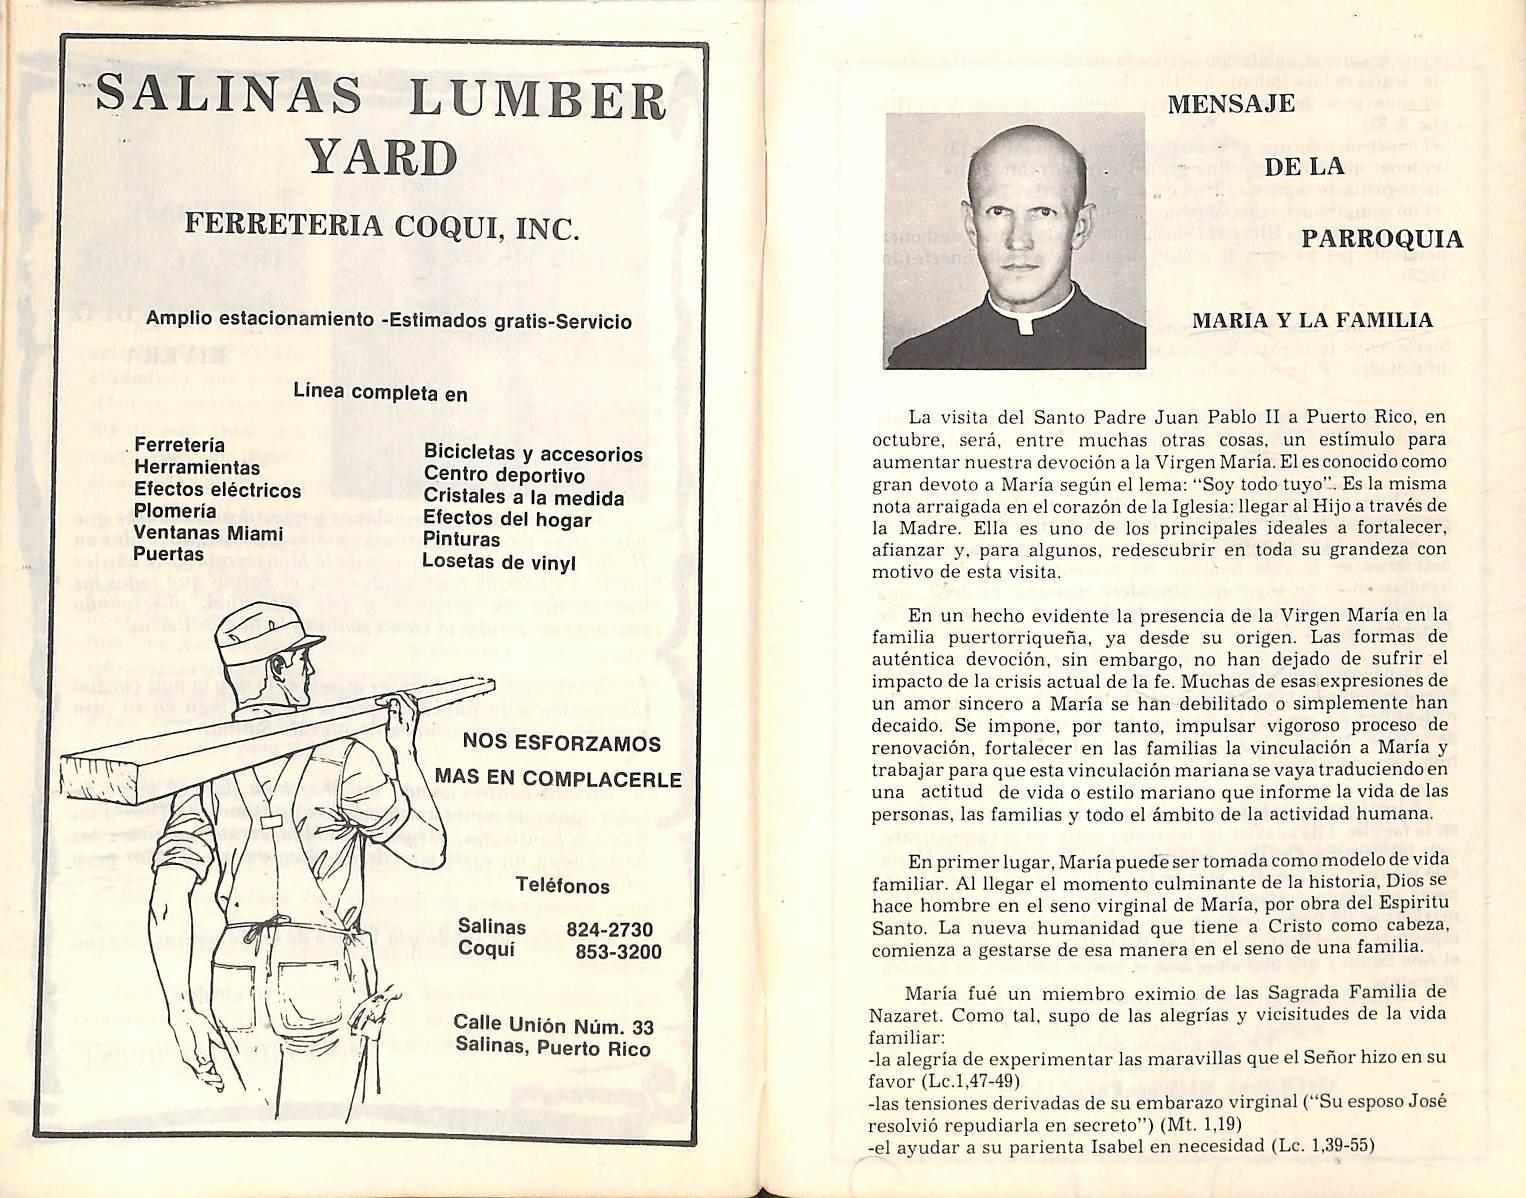 SALINAS LUMBER
YARD
FERRETERIA COQUI, INC.
Amplio estacionamiento -Estimados gratis-Servicio
Línea completa en
Ferretería
Herramientas
Efectos eléctricos
Plomería
Ventanas Miami
Puertas
Bicicletas y accesorios
Centro deportivo
Cristales a la medida
Efectos del hogar
Pinturas
Losetas de vinyl
NOS ESFORZAMOS
MAS EN COMPLACERLE
Teléfonos
Salinas 824-2730
Coquí 853-3200
Calle Unión Núm. 33
Salinas, Puerto Rico
MENSAJE
DE LA
PARROQUIA
MARIA Y LA FAMILIA
La visita del Santo Padre Juan Pablo II a Puerto Rico, en
octubre, será, entre muchas otras cosas, un estímulo para
aumentar nuestra devoción a la Virgen María. El es conocido como
gran devoto a María según el lema: “Soy todo tuyo”. Es la misma
nota arraigada en el corazón de la Iglesia: llegar al Hijo a través de
la Madre. Ella es uno de los principales ideales a fortalecer,
afianzar y, para algunos, redescubrir en toda su grandeza con
motivo de esta visita.
En un hecho evidente la presencia de la Virgen María en la
familia puertorriqueña, ya desde su origen. Las formas de
auténtica devoción, sin embargo, no han dejado de sufrir el
impacto de la crisis actual de la fe. Muchas de esas expresiones de
un amor sincero a María se han debilitado o simplemente han
decaido. Se impone, por tanto, impulsar vigoroso proceso de
renovación, fortalecer en las familias la vinculación a María y
trabajar para que esta vinculación mariana se vaya traduciendo en
una actitud de vida o estilo mariano que informe la vida de las
personas, las familias y todo el ámbito de la actividad humana.
En primer lugar, María puede ser tomada como modelo de vida
familiar. Al llegar el momento culminante de la historia, Dios se
hace hombre en el seno virginal de María, por obra del Espiritu
Santo. La nueva humanidad que tiene a Cristo como cabeza,
comienza a gestarse de esa manera en el seno de una familia.
María fué un miembro eximio de las Sagrada Familia de
Nazaret. Como tal, supo de las alegrías y vicisitudes de la vida
familiar:
-la alegría de experimentar las maravillas que el Señor hizo en su
favor (Lc.1,47-49)
-las tensiones derivadas de su embarazo virginal (“Su esposo José
resolvió repudiarla en secreto”) (Mt. 1,19)
-el ayudar a su parienta Isabel en necesidad (Lc. 1,39-55)